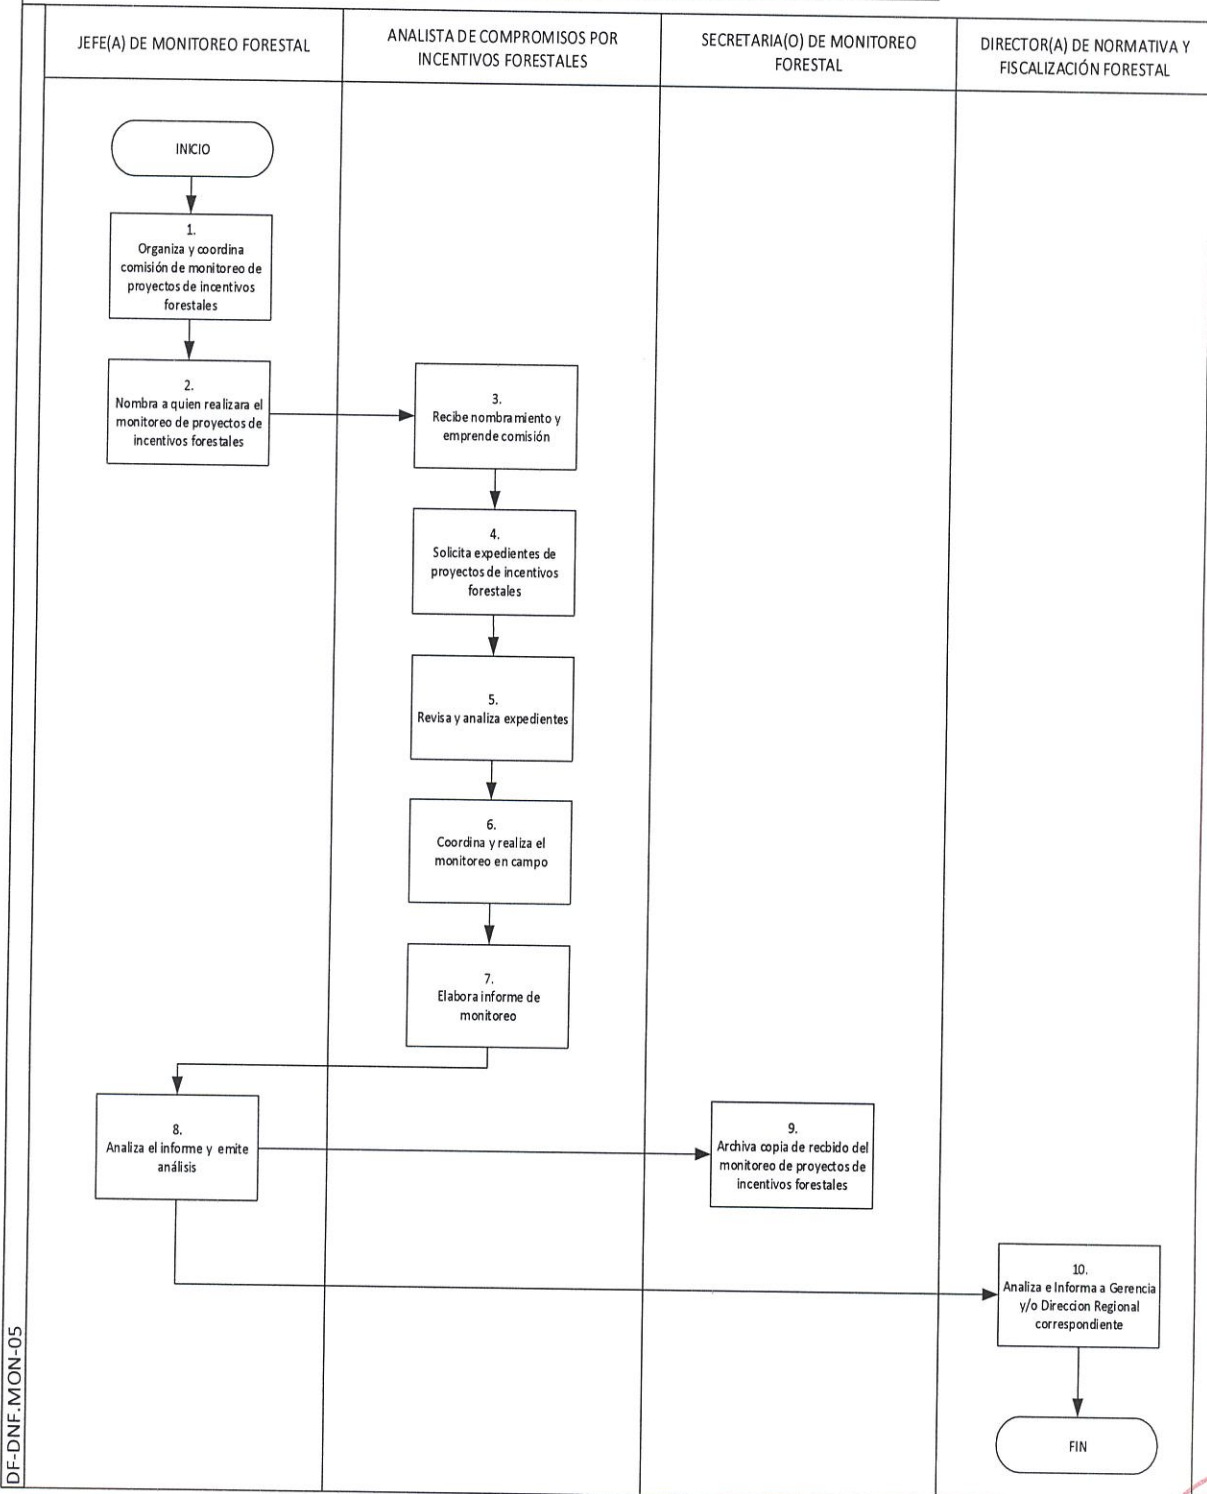 JEFE(A) DE MONITOREO FORESTAL
ANALISTA DE COMPROMISOS POR
INCENTIVOS FORESTALES
SECRETARIA(O) DE MONITOREO
FORESTAL
DIRECTOR(A) DE NORMATIVA Y
FISCALIZACIÓN FORESTAL
INICIO
1.
Organiza y coordina
comisión de monitoreo de
proyectos de incentivos
forestales
2.
Nombra a quien realizara el
monitoreo de proyectos de
incentivos forestales
3.
Recibe nombramiento y
emprende comisión
4.
Solicita expedientes de
proyectos de incentivos
forestales
5.
Revisa y analiza expedientes
6.
Coordina y realiza el
monitoreo en campo
7.
Elabora informe de
monitoreo
8.
Analiza el informe y emite
análisis
9.
Archiva copia de recbido del
monitoreo de proyectos de
incentivos forestales
10.
Analiza e Informa a Gerencia
y/o Direccion Regional
correspondiente
FIN
DF-DNF.MON-05